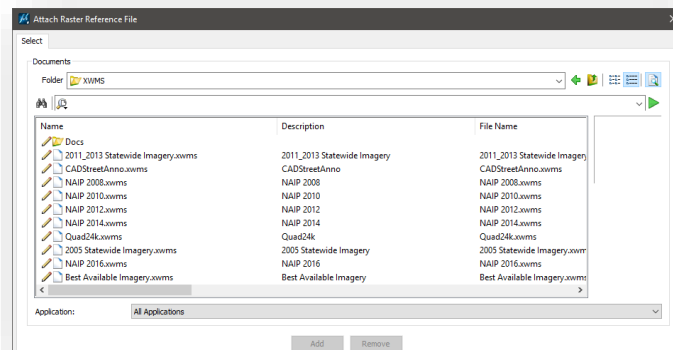 Attach Raster Reference File
Select
Documents
Folder XWMS
Name Description File Name
Docs
2011_2013 Statewide Imagery.xwms 2011_2013 Statewide Imagery 2011_2013 Statewide Imagery
CADStreetAnno.xwms CADStreetAnno CADStreetAnno.xwms
NAIP 2008.xwms NAIP 2008 NAIP 2008.xwms
NAIP 2010.xwms NAIP 2010 NAIP 2010.xwms
NAIP 2012.xwms NAIP 2012 NAIP 2012.xwms
NAIP 2014.xwms NAIP 2014 NAIP 2014.xwms
Quad24k.xwms Quad24k Quad24k.xwms
2005 Statewide Imagery.xwms 2005 Statewide Imagery 2005 Statewide Imagery.xwm
NAIP 2016.xwms NAIP 2016 NAIP 2016.xwms
Best Available Imagery.xwms Best Available Imagery Best Available Imagery.xwms
Application: All Applications
Add Remove